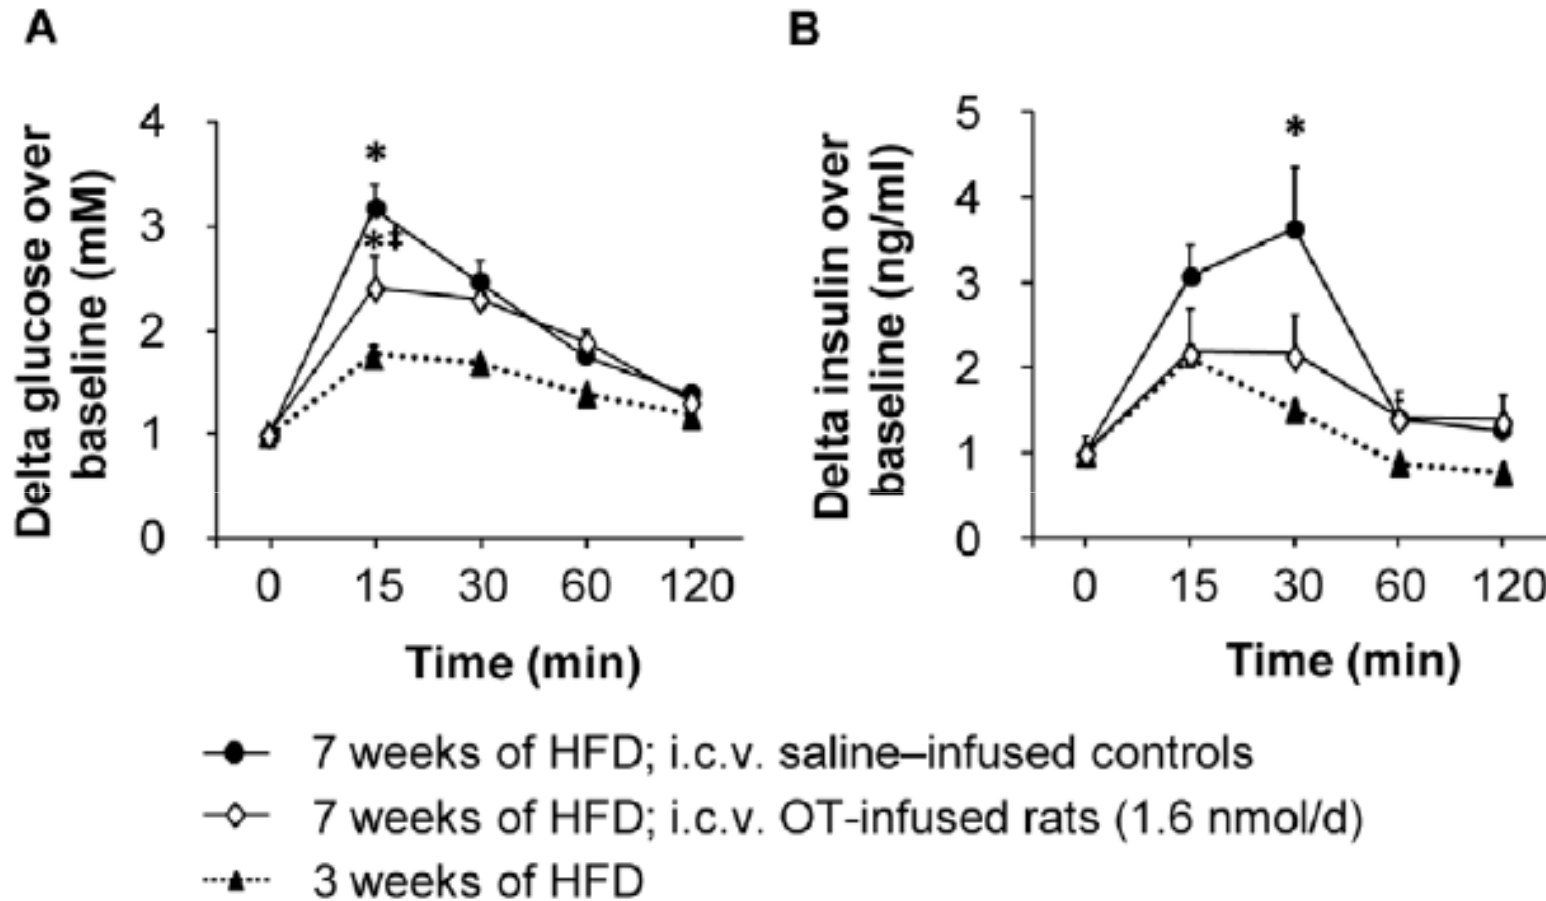 A
Delta glucose over
baseline (mM)
4
3
2
1
0
*
*‡
0 15 30 60 120
Time (min)
B
Delta insulin over
baseline (ng/ml)
5
4
3
2
1
0
*
0 15 30 60 120
Time (min)
7 weeks of HFD; i.c.v. saline–infused controls
7 weeks of HFD; i.c.v. OT-infused rats (1.6 nmol/d)
3 weeks of HFD